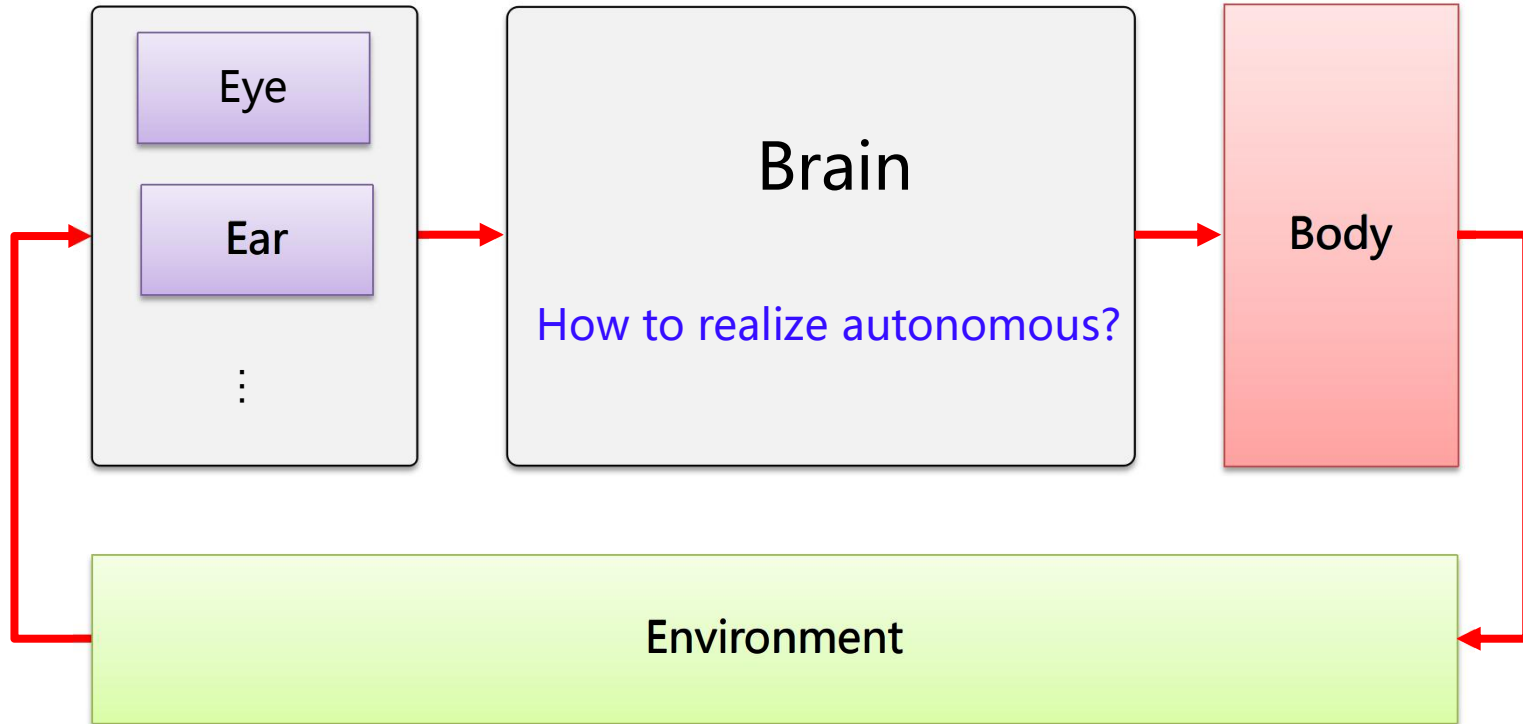 Eye
Ear
⋮
Brain
How to realize autonomous?
Body
Environment